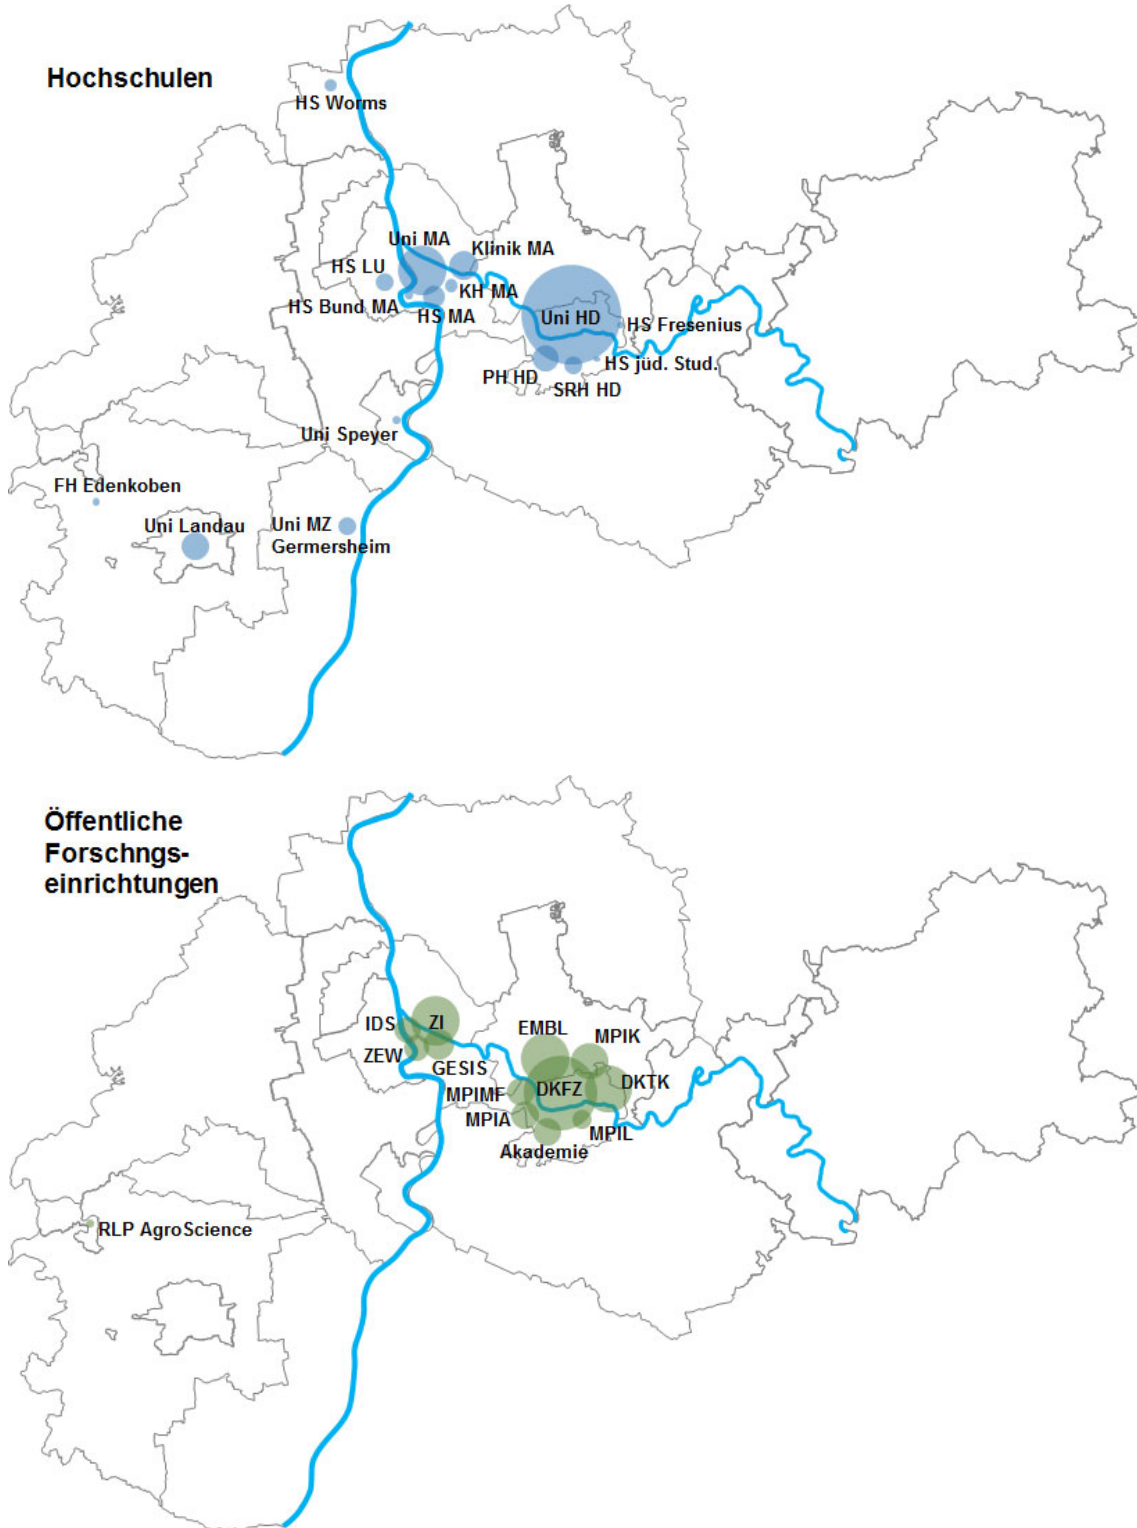 Hochschulen
HS Worms
Uni MA
Klinik MA
HS LU
KH MA
HS Bund MA
HS MA
Uni HD
HS Fresenius
HS jüd. Stud.
PH HD
SRH HD
Uni Speyer
FH Edenkoben
Uni Landau
Uni MZ
Germersheim
Öffentliche
Forschngs-
einrichtungen
IDS
ZI
EMBL
MPIK
ZEW
GESIS
DKTK
MPIMF
DKFZ
MPIA
MPIL
Akademie
RLP AgroScience